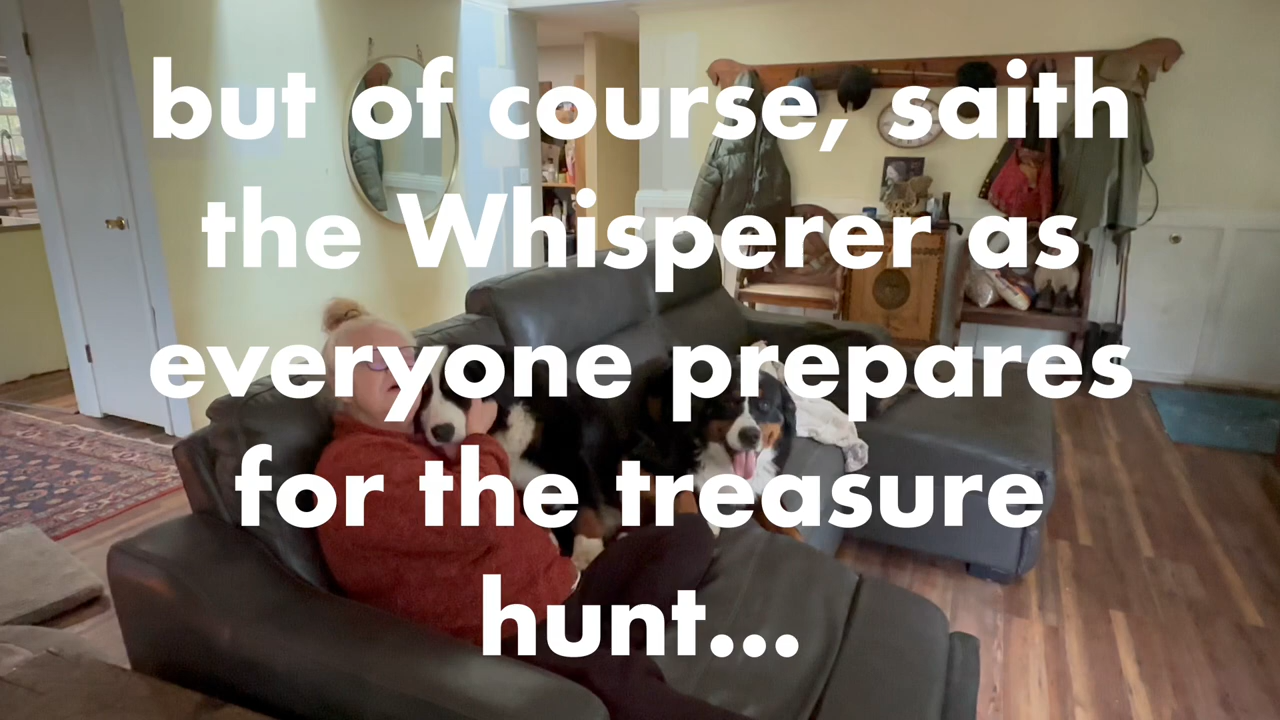 but of course, saith
the Whisperer as
everyone prepares
for the treasure
hunt...